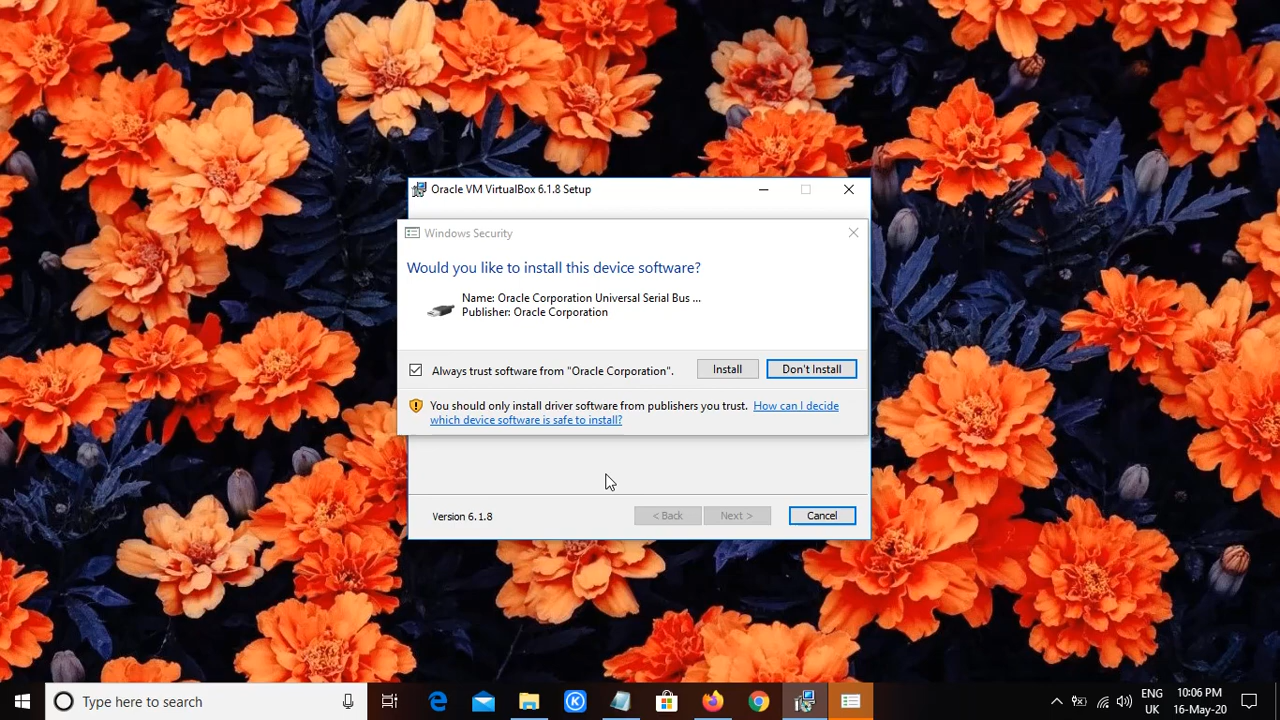 Oracle VM VirtualBox 6.1.8 Setup
Windows Security
Would you like to install this device software?
Name: Oracle Corporation Universal Serial Bus ...
Publisher: Oracle Corporation
Always trust software from "Oracle Corporation".
Install
Don't Install
You should only install driver software from publishers you trust. How can I decide
which device software is safe to install?
Version 6.1.8
< Back
Next >
Cancel
Type here to search
ENG
UK
10:06 PM
16-May-20